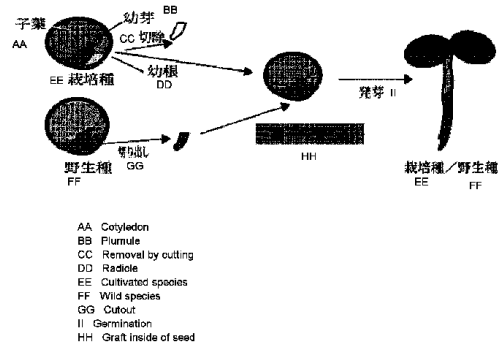 子葉
AA
幼芽
BB
CC 切除
幼根
DD
EE 栽培種
野生種
FF
GG
HH
発芽 II
栽培種/野生種
EE FF
AA Cotyledon
BB Plumule
CC Removal by cutting
DD Radicle
EE Cultivated species
FF Wild species
GG Cutout
II Germination
HH Graft inside of seed